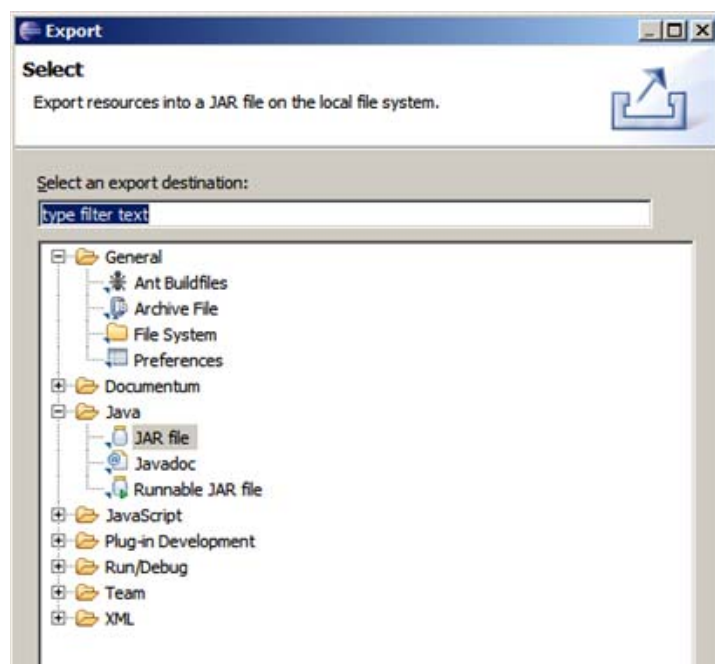 Export
Select
Export resources into a JAR file on the local file system.
Select an export destination:
type filter text
General
Ant Buildfiles
Archive File
File System
Preferences
Documentum
Java
JAR file
Javadoc
Runnable JAR file
JavaScript
Plug-in Development
Run/Debug
Team
XML